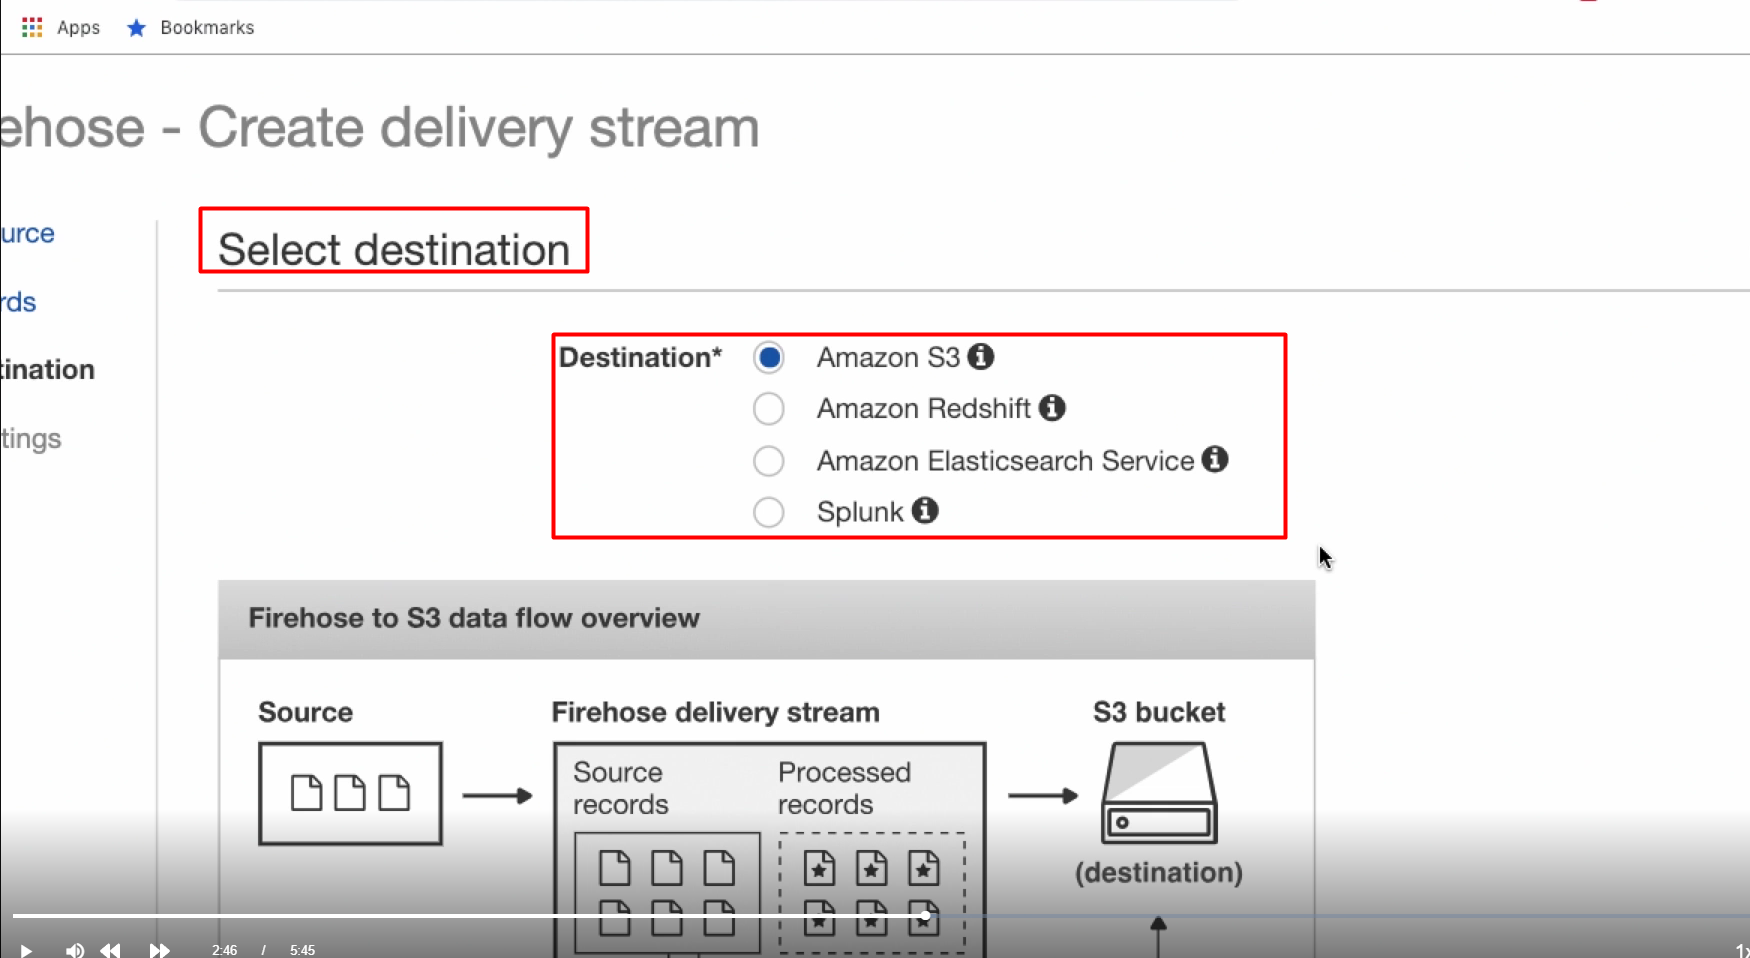 Apps Bookmarks
ehose - Create delivery stream
urce
Select destination
rds
Destination* Amazon S3
tination
Amazon Redshift
tings
Amazon Elasticsearch Service
Splunk
Firehose to S3 data flow overview
Source Firehose delivery stream S3 bucket
Source records
Processed records
(destination)
2:46 / 5:45
1x